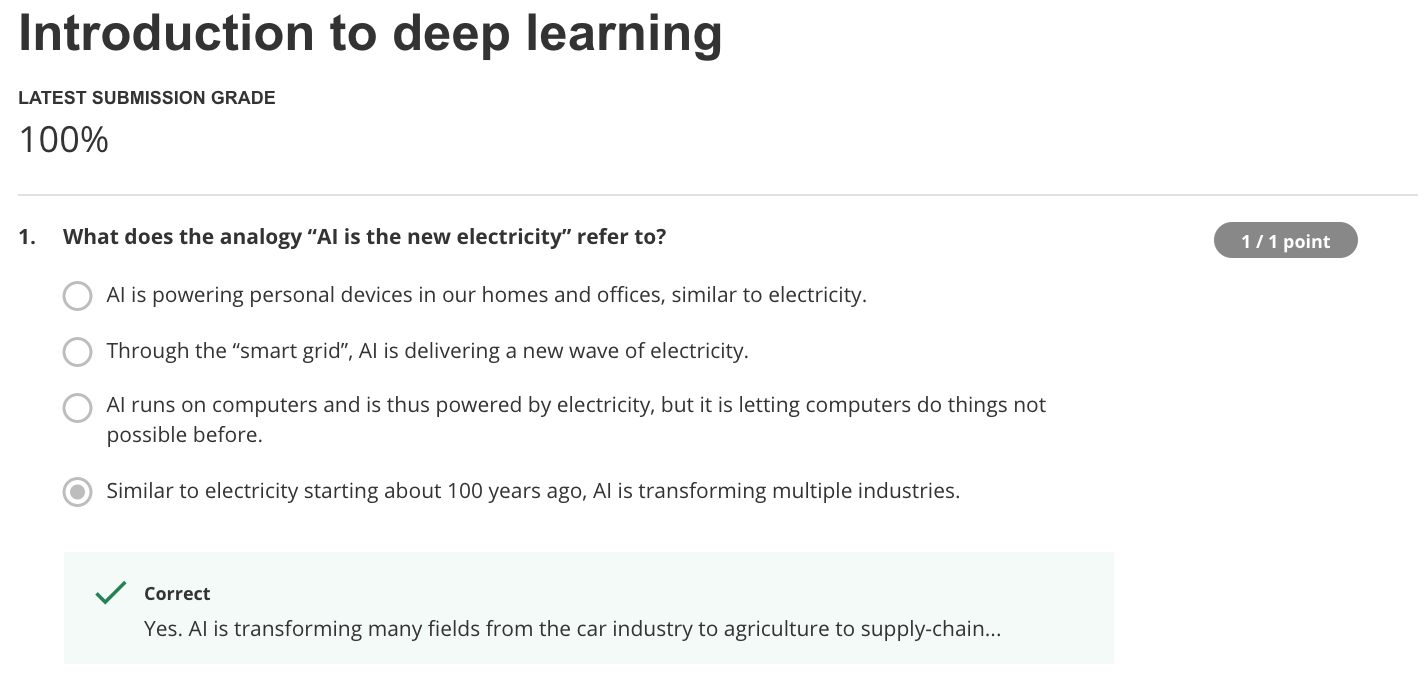 Introduction to deep learning
LATEST SUBMISSION GRADE
100%
1. What does the analogy “AI is the new electricity” refer to?
1 / 1 point
AI is powering personal devices in our homes and offices, similar to electricity.
Through the “smart grid”, AI is delivering a new wave of electricity.
AI runs on computers and is thus powered by electricity, but it is letting computers do things not
possible before.
Similar to electricity starting about 100 years ago, AI is transforming multiple industries.
Correct
Yes. AI is transforming many fields from the car industry to agriculture to supply-chain...